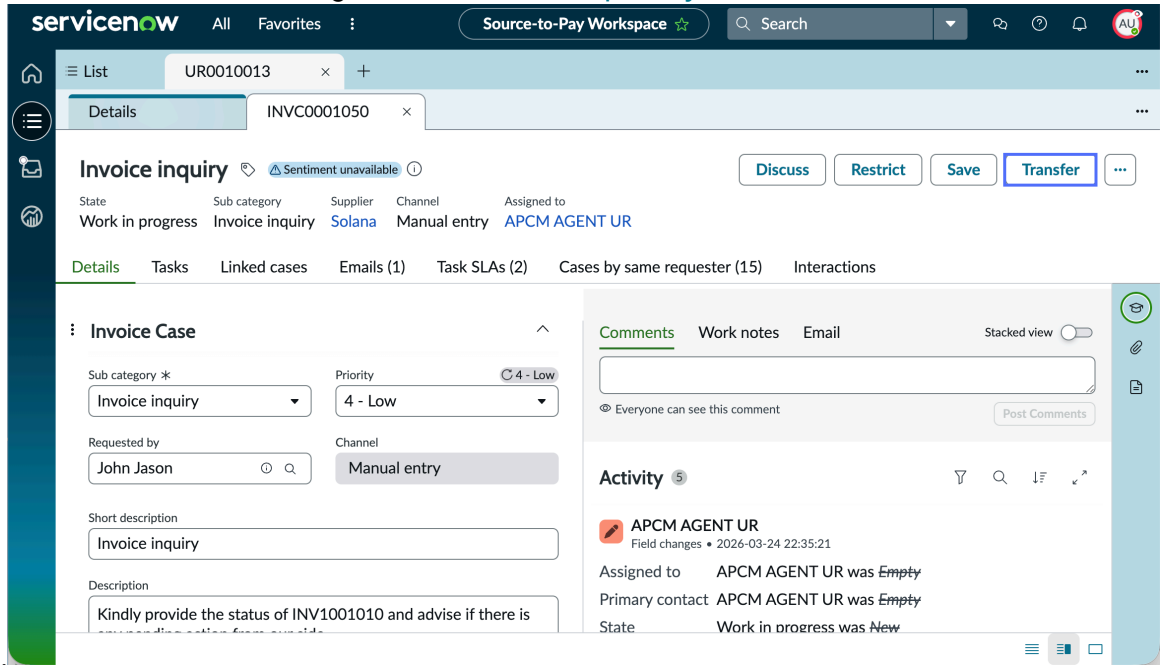 servicenow All Favorites Source-to-Pay Workspace Search AU
List UR0010013
Details INVC0001050
Invoice inquiry Sentiment unavailable Discuss Restrict Save Transfer
State Sub category Supplier Channel Assigned to
Work in progress Invoice inquiry Solana Manual entry APCM AGENT UR
Details Tasks Linked cases Emails (1) Task SLAs (2) Cases by same requester (15) Interactions
Invoice Case
Sub category * Priority 4 - Low
Invoice inquiry 4 - Low
Requested by Channel
John Jason Manual entry
Short description
Invoice inquiry
Description
Kindly provide the status of INV1001010 and advise if there is
Comments Work notes Email Stacked view
Everyone can see this comment Post Comments
Activity 5
APCM AGENT UR
Field changes • 2026-03-24 22:35:21
Assigned to APCM AGENT UR was Empty
Primary contact APCM AGENT UR was Empty
State Work in progress was New